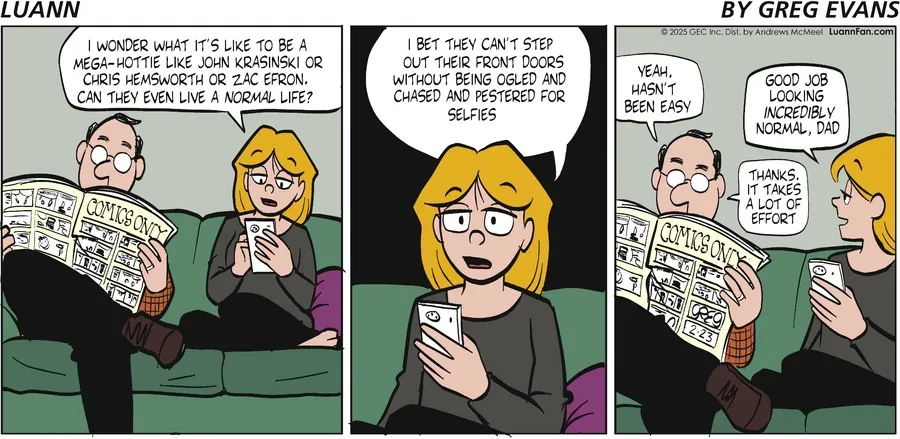 LUANN
BY GREG EVANS
© 2025 GEC Inc. Dist. by Andrews McMeel LuannFan.com
I WONDER WHAT IT'S LIKE TO BE A
MEGA-HOTTIE LIKE JOHN KRASINSKI OR
CHRIS HEMSWORTH OR ZAC EFRON.
CAN THEY EVEN LIVE A NORMAL LIFE?
COMICS ONLY
I BET THEY CAN'T STEP
OUT THEIR FRONT DOORS
WITHOUT BEING OGLED AND
CHASED AND PESTERED FOR
SELFIES
YEAH,
HASN'T
BEEN EASY
GOOD JOB
LOOKING
INCREDIBLY
NORMAL, DAD
THANKS.
IT TAKES
A LOT OF
EFFORT
COMICS ONLY
GREG
2-23